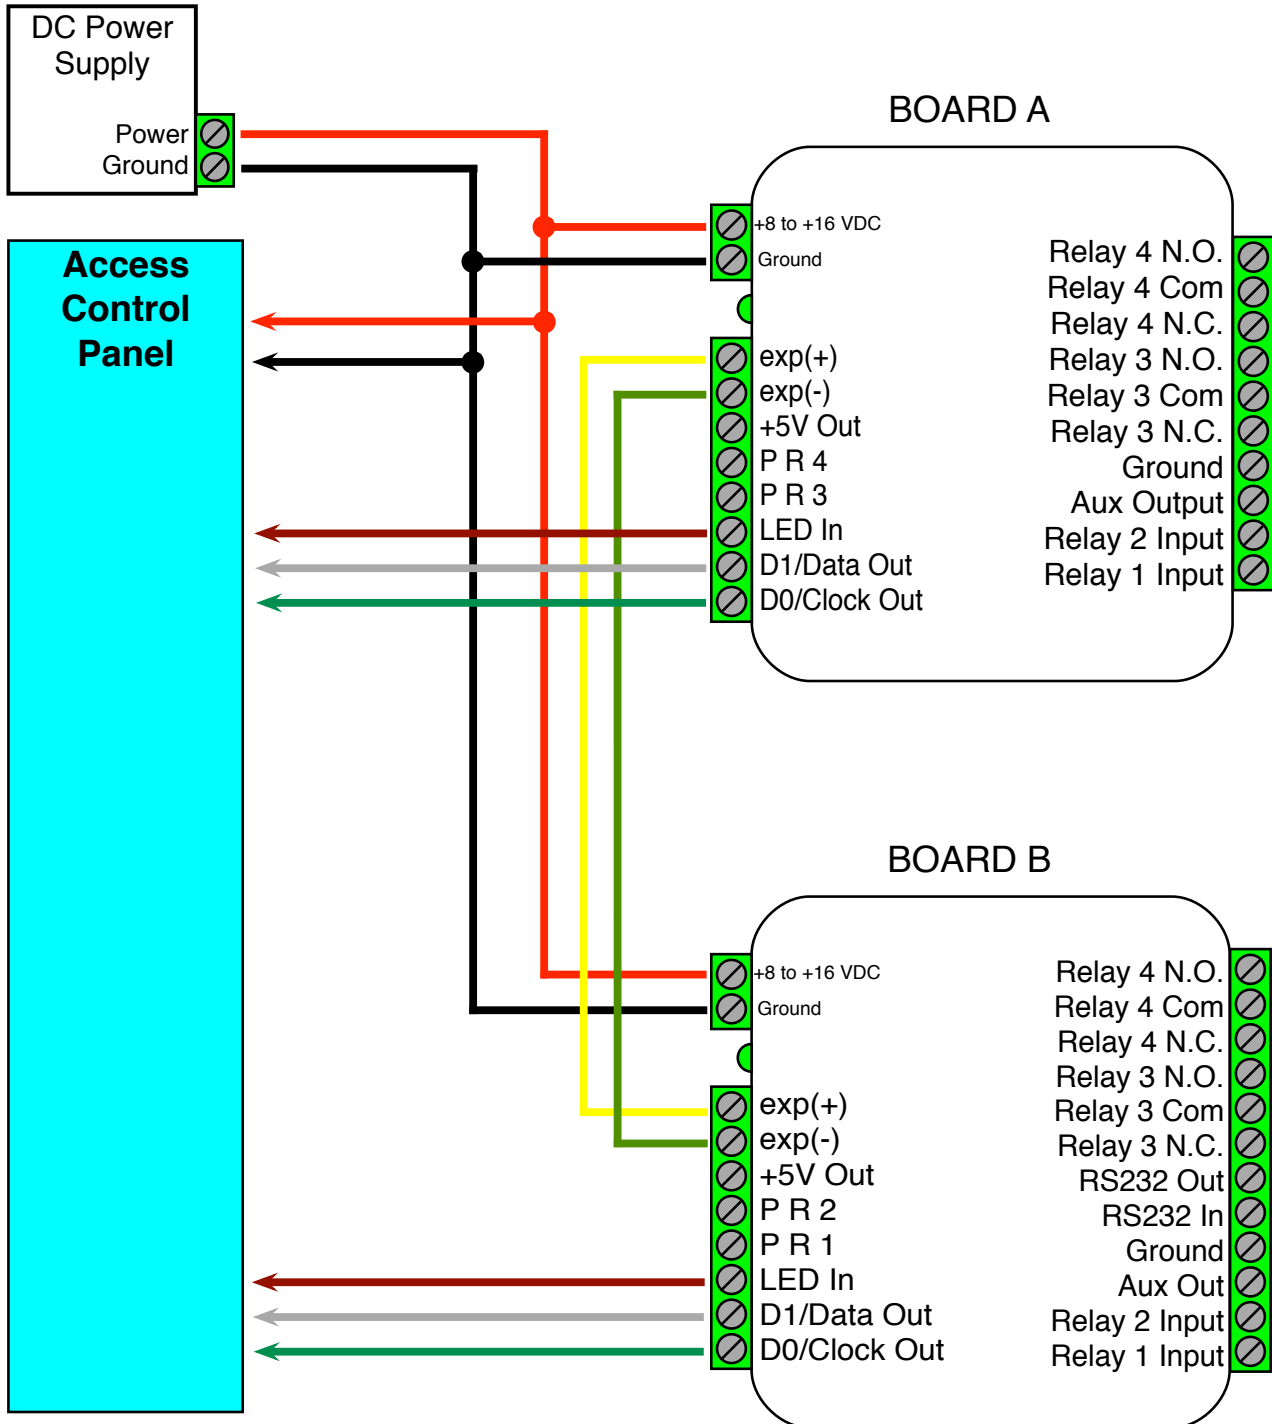 DC Power
Supply
Power
Ground
Access
Control
Panel
BOARD A
+8 to +16 VDC
Ground
exp(+)
exp(-)
+5V Out
P R 4
P R 3
LED In
D1/Data Out
D0/Clock Out
Relay 4 N.O.
Relay 4 Com
Relay 4 N.C.
Relay 3 N.O.
Relay 3 Com
Relay 3 N.C.
Ground
Aux Output
Relay 2 Input
Relay 1 Input
BOARD B
+8 to +16 VDC
Ground
exp(+)
exp(-)
+5V Out
P R 2
P R 1
LED In
D1/Data Out
D0/Clock Out
Relay 4 N.O.
Relay 4 Com
Relay 4 N.C.
Relay 3 N.O.
Relay 3 Com
Relay 3 N.C.
RS232 Out
RS232 In
Ground
Aux Out
Relay 2 Input
Relay 1 Input